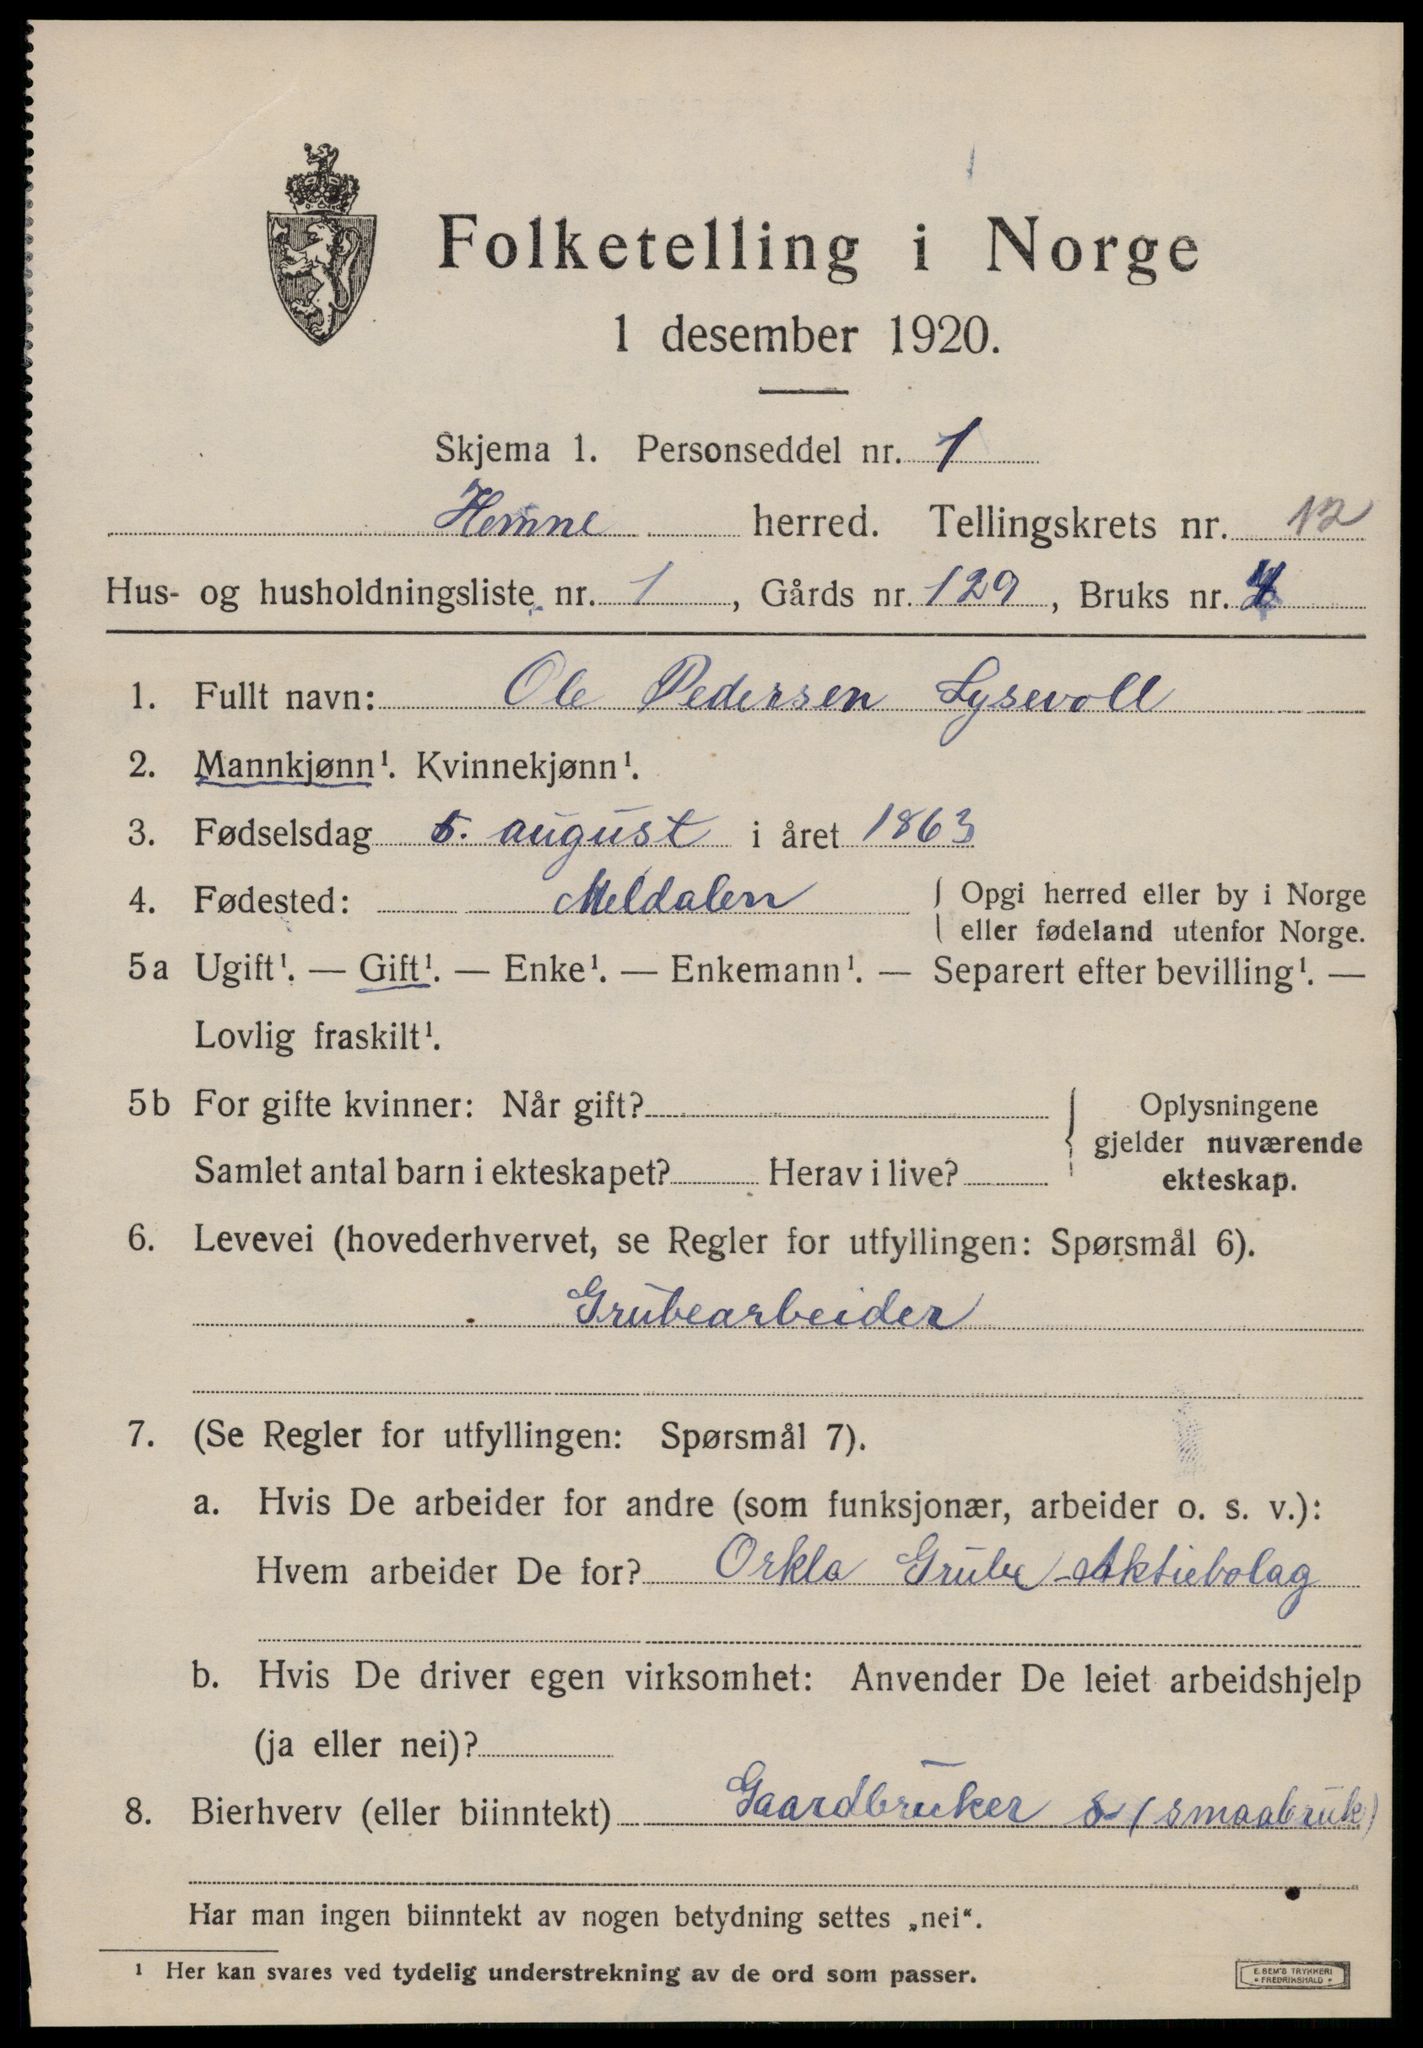 Folketelling i Norge
1 desember 1920.
Skjema 1. Personseddel nr. 1
Hemne herred. Tellingskrets nr. 12
Hus- og husholdningsliste nr. 1, Gårds nr. 129, Bruks nr.
1. Fullt navn: Ole Pedersen Lysevoll
2. Mannkjønn¹. Kvinnekjønn¹.
3. Fødselsdag 5. august i året 1863
4. Fødested: Meldalen { Opgi herred eller by i Norge
eller fødeland utenfor Norge.
5a Ugift¹. — Gift¹. — Enke¹. — Enkemann¹. — Separert efter bevilling¹. —
Lovlig fraskilt¹.
5b For gifte kvinner: Når gift? { Oplysningene
gjelder nuværende
Samlet antal barn i ekteskapet? Herav i live? ekteskap.
6. Levevei (hovederhvervet, se Regler for utfyllingen: Spørsmål 6).
Grubearbeider
7. (Se Regler for utfyllingen: Spørsmål 7).
a. Hvis De arbeider for andre (som funksjonær, arbeider o. s. v.):
Hvem arbeider De for? Orkla Grube-Aktiebolag
b. Hvis De driver egen virksomhet: Anvender De leiet arbeidshjelp
(ja eller nei)?
8. Bierhverv (eller biinntekt) Gaardbruker (smaabruk)
Har man ingen biinntekt av nogen betydning settes „nei“.
¹ Her kan svares ved tydelig understrekning av de ord som passer.
E. SEM'S TRYKKERI
FREDRIKSHALD